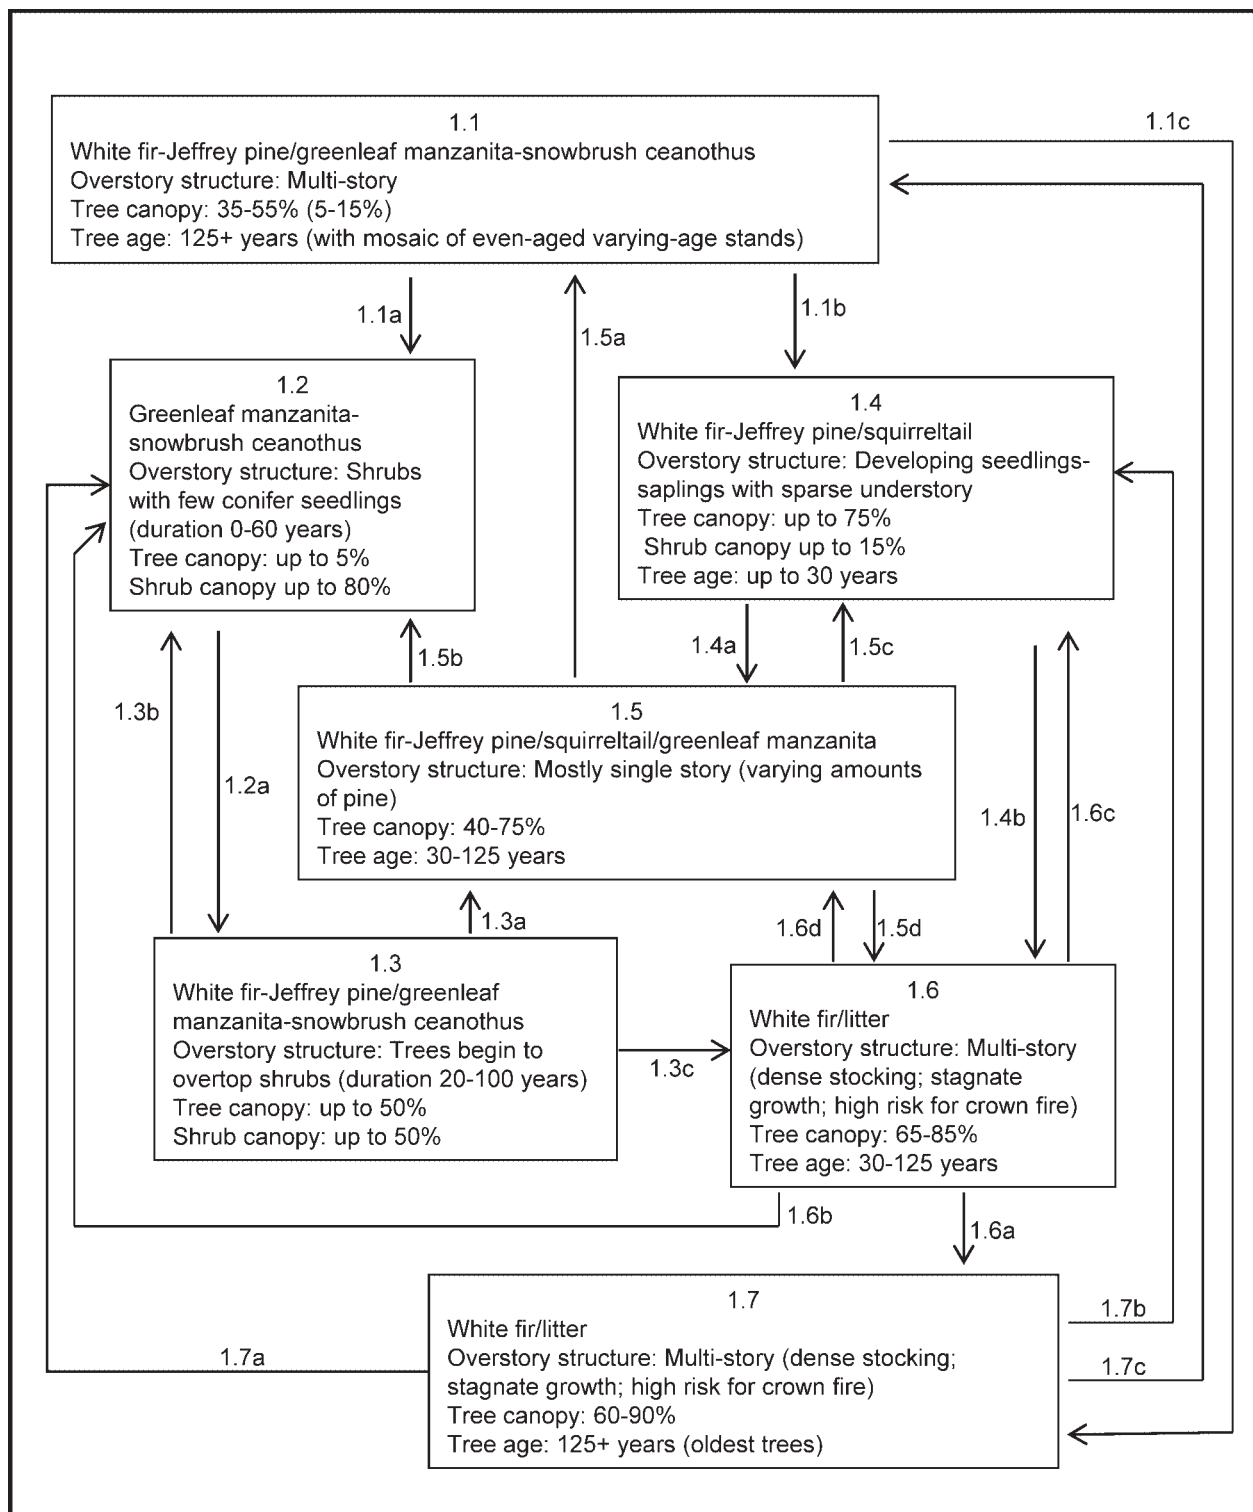 1.1
White fir-Jeffrey pine/greenleaf manzanita-snowbrush ceanothus
Overstory structure: Multi-story
Tree canopy: 35-55% (5-15%)
Tree age: 125+ years (with mosaic of even-aged varying-age stands)
1.1c
1.1a
1.5a
1.1b
1.2
Greenleaf manzanita-
snowbrush ceanothus
Overstory structure: Shrubs
with few conifer seedlings
(duration 0-60 years)
Tree canopy: up to 5%
Shrub canopy up to 80%
1.4
White fir-Jeffrey pine/squirreltail
Overstory structure: Developing seedlings-
saplings with sparse understory
Tree canopy: up to 75%
Shrub canopy up to 15%
Tree age: up to 30 years
1.3b
1.2a
1.5b
1.4a
1.5c
1.4b
1.6c
1.5
White fir-Jeffrey pine/squirreltail/greenleaf manzanita
Overstory structure: Mostly single story (varying amounts
of pine)
Tree canopy: 40-75%
Tree age: 30-125 years
1.3a
1.6d
1.5d
1.3
White fir-Jeffrey pine/greenleaf
manzanita-snowbrush ceanothus
Overstory structure: Trees begin to
overtop shrubs (duration 20-100 years)
Tree canopy: up to 50%
Shrub canopy: up to 50%
1.3c
1.6
White fir/litter
Overstory structure: Multi-story
(dense stocking; stagnate
growth; high risk for crown fire)
Tree canopy: 65-85%
Tree age: 30-125 years
1.6b
1.6a
1.7
White fir/litter
Overstory structure: Multi-story (dense stocking;
stagnate growth; high risk for crown fire)
Tree canopy: 60-90%
Tree age: 125+ years (oldest trees)
1.7a
1.7b
1.7c